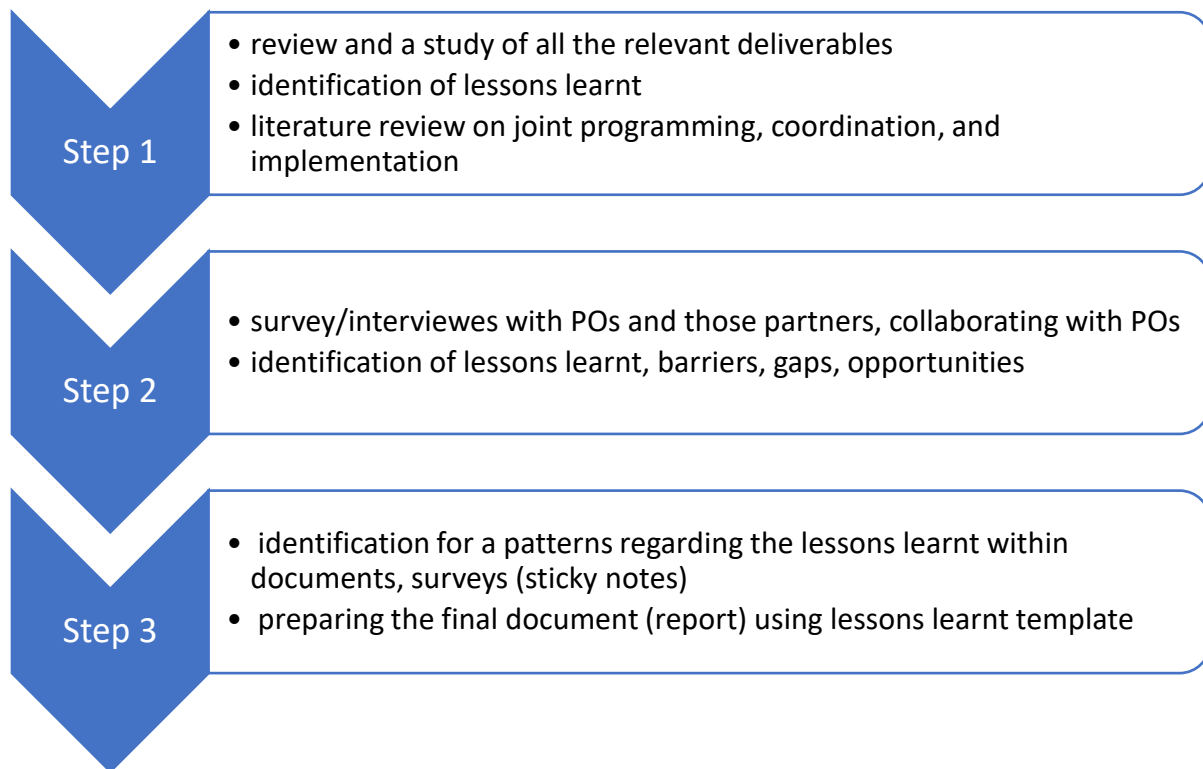 Step 1
• review and a study of all the relevant deliverables
• identification of lessons learnt
• literature review on joint programming, coordination, and
implementation
Step 2
• survey/interviewes with POs and those partners, collaborating with POs
• identification of lessons learnt, barriers, gaps, opportunities
Step 3
• identification for a patterns regarding the lessons learnt within
documents, surveys (sticky notes)
• preparing the final document (report) using lessons learnt template